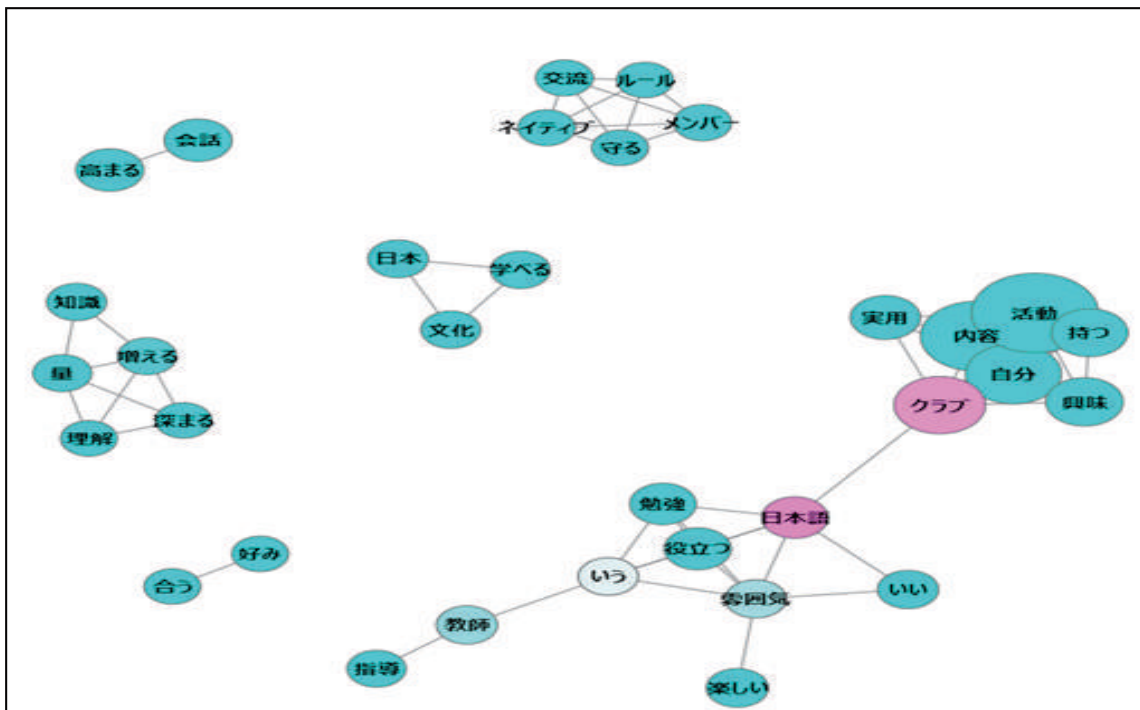 交流
ルール
ネイティブ
メンバー
守る
会話
高まる
日本
学べる
文化
知識
増える
量
深まる
理解
実用
内容
活動
持つ
自分
クラブ
興味
勉強
日本語
役立つ
いう
雰囲気
いい
教師
指導
楽しい
好み
合う